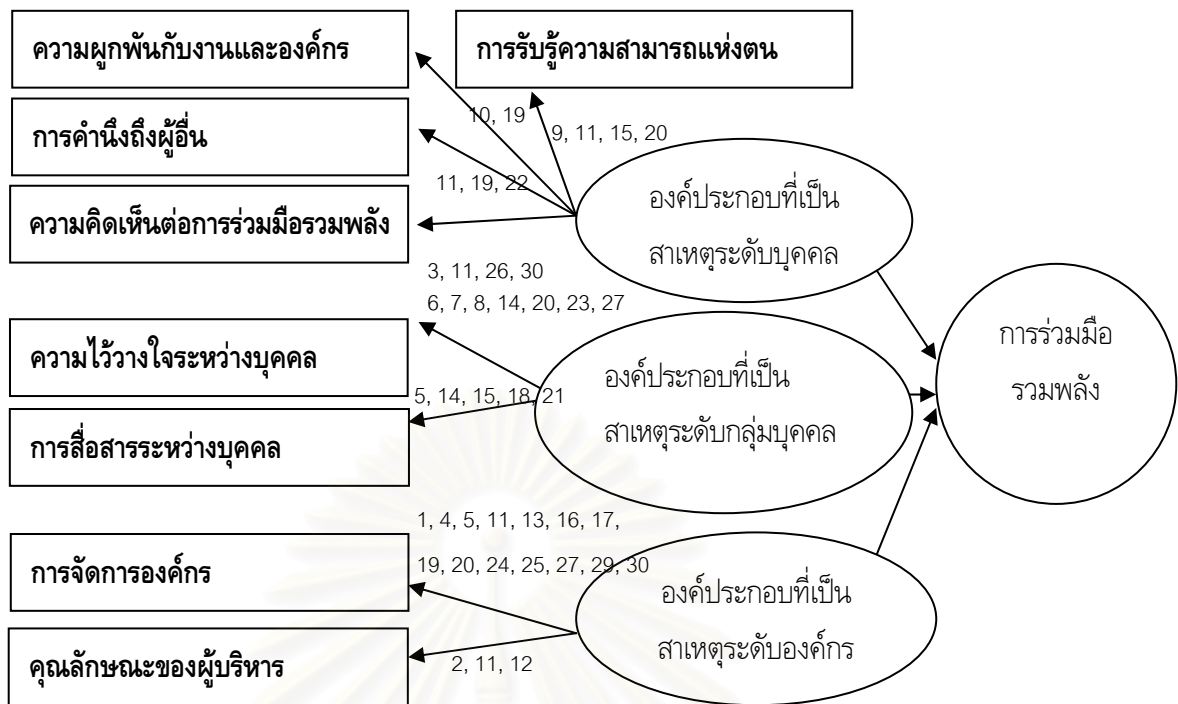 ความผูกพันกับงานและองค์กร
การรับรู้ความสามารถแห่งตน
10, 19
9, 11, 15, 20
การคำนึงถึงผู้อื่น
11, 19, 22
ความคิดเห็นต่อการร่วมมือรวมพลัง
องค์ประกอบที่เป็น
สาเหตุระดับบุคคล
3, 11, 26, 30
6, 7, 8, 14, 20, 23, 27
ความไว้วางใจระหว่างบุคคล
5, 14, 15, 18, 21
การสื่อสารระหว่างบุคคล
องค์ประกอบที่เป็น
สาเหตุระดับกลุ่มบุคคล
การร่วมมือ
รวมพลัง
1, 4, 5, 11, 13, 16, 17,
19, 20, 24, 25, 27, 29, 30
การจัดการองค์กร
2, 11, 12
คุณลักษณะของผู้บริหาร
องค์ประกอบที่เป็น
สาเหตุระดับองค์กร